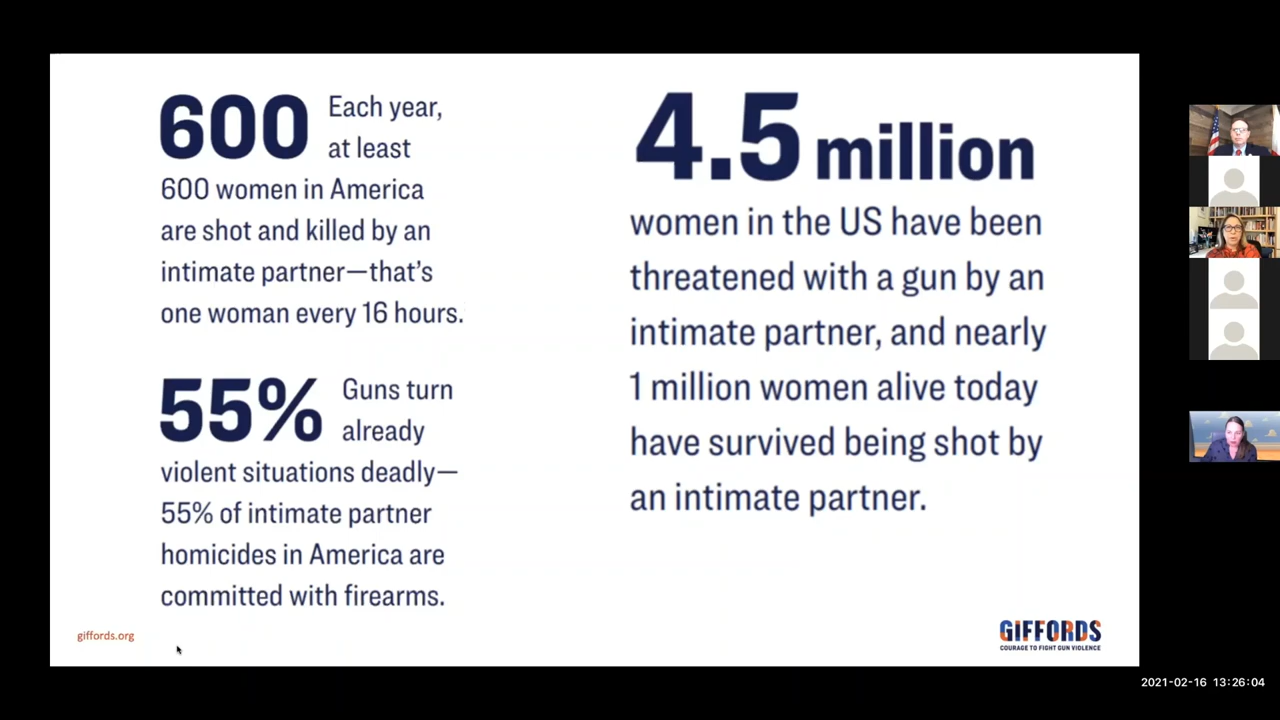 600 Each year,
at least
600 women in America
are shot and killed by an
intimate partner—that's
one woman every 16 hours.
55% Guns turn
already
violent situations deadly—
55% of intimate partner
homicides in America are
committed with firearms.
4.5 million
women in the US have been
threatened with a gun by an
intimate partner, and nearly
1 million women alive today
have survived being shot by
an intimate partner.
giffords.org
GIFFORDS
COURAGE TO FIGHT GUN VIOLENCE
2021-02-16 13:26:04